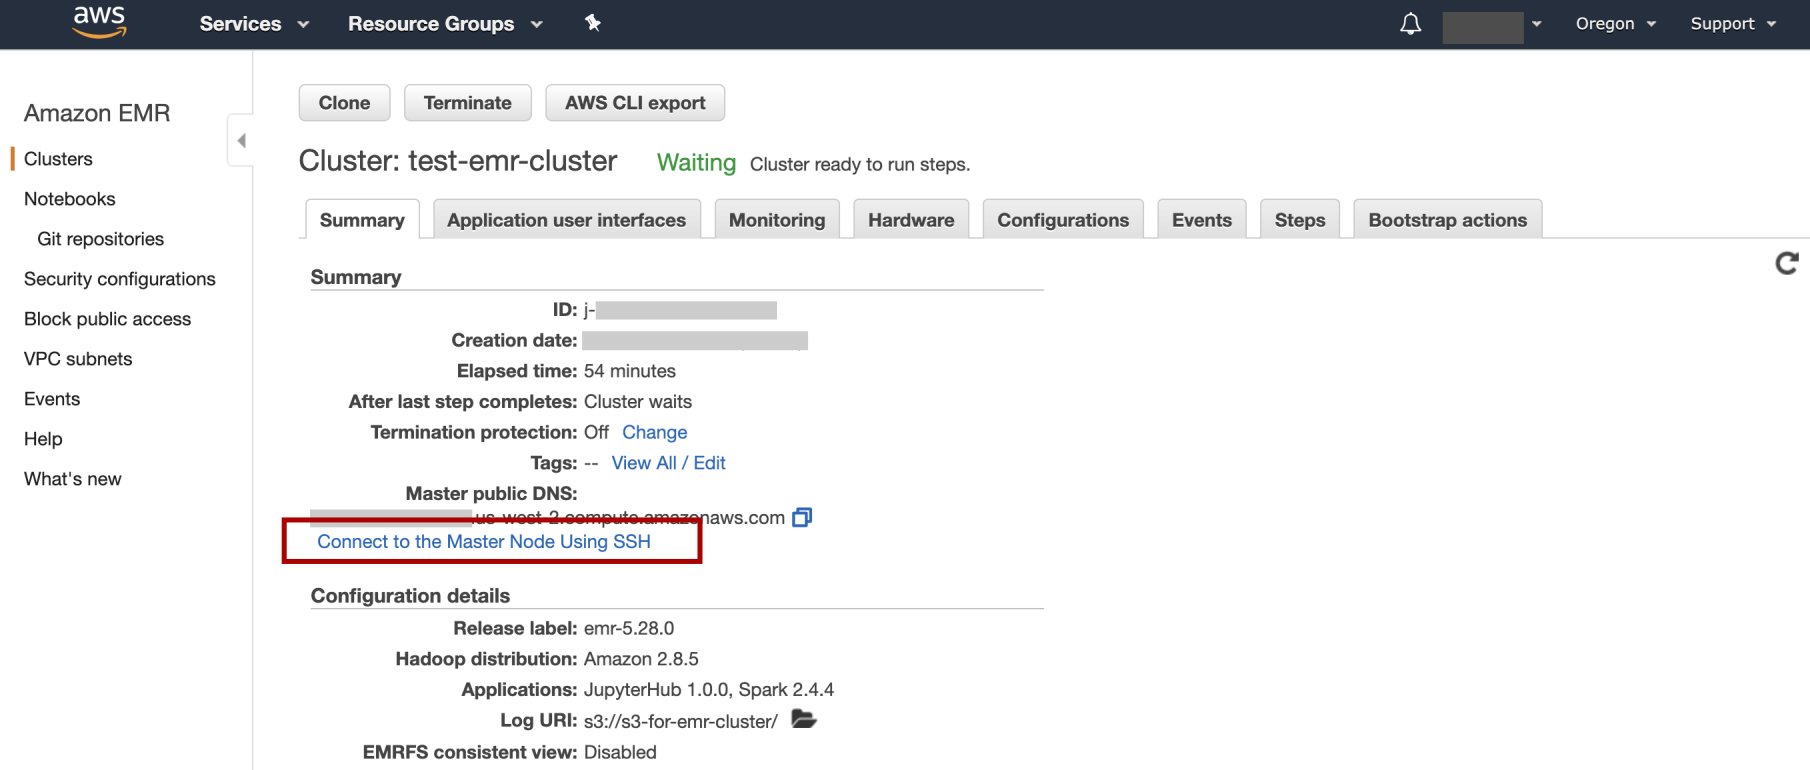 aws Services Resource Groups Oregon Support
Amazon EMR
Clusters
Notebooks
Git repositories
Security configurations
Block public access
VPC subnets
Events
Help
What's new
Clone Terminate AWS CLI export
Cluster: test-emr-cluster Waiting Cluster ready to run steps.
Summary Application user interfaces Monitoring Hardware Configurations Events Steps Bootstrap actions
Summary
ID: j-
Creation date:
Elapsed time: 54 minutes
After last step completes: Cluster waits
Termination protection: Off Change
Tags: -- View All / Edit
Master public DNS:
.us-west-2.compute.amazonaws.com
Connect to the Master Node Using SSH
Configuration details
Release label: emr-5.28.0
Hadoop distribution: Amazon 2.8.5
Applications: JupyterHub 1.0.0, Spark 2.4.4
Log URI: s3://s3-for-emr-cluster/
EMRFS consistent view: Disabled